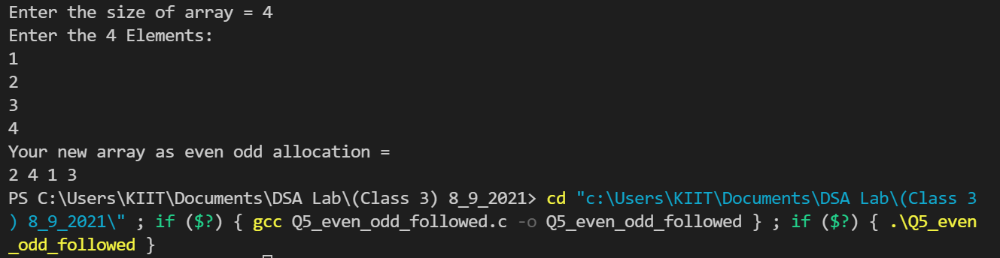 Enter the size of array = 4
Enter the 4 Elements:
1
2
3
4
Your new array as even odd allocation =
2 4 1 3
PS C:\Users\KIIT\Documents\DSA Lab\(Class 3) 8_9_2021> cd "c:\Users\KIIT\Documents\DSA Lab\(Class 3
) 8_9_2021\" ; if ($?) { gcc Q5_even_odd_followed.c -o Q5_even_odd_followed } ; if ($?) { .\Q5_even
_odd_followed }